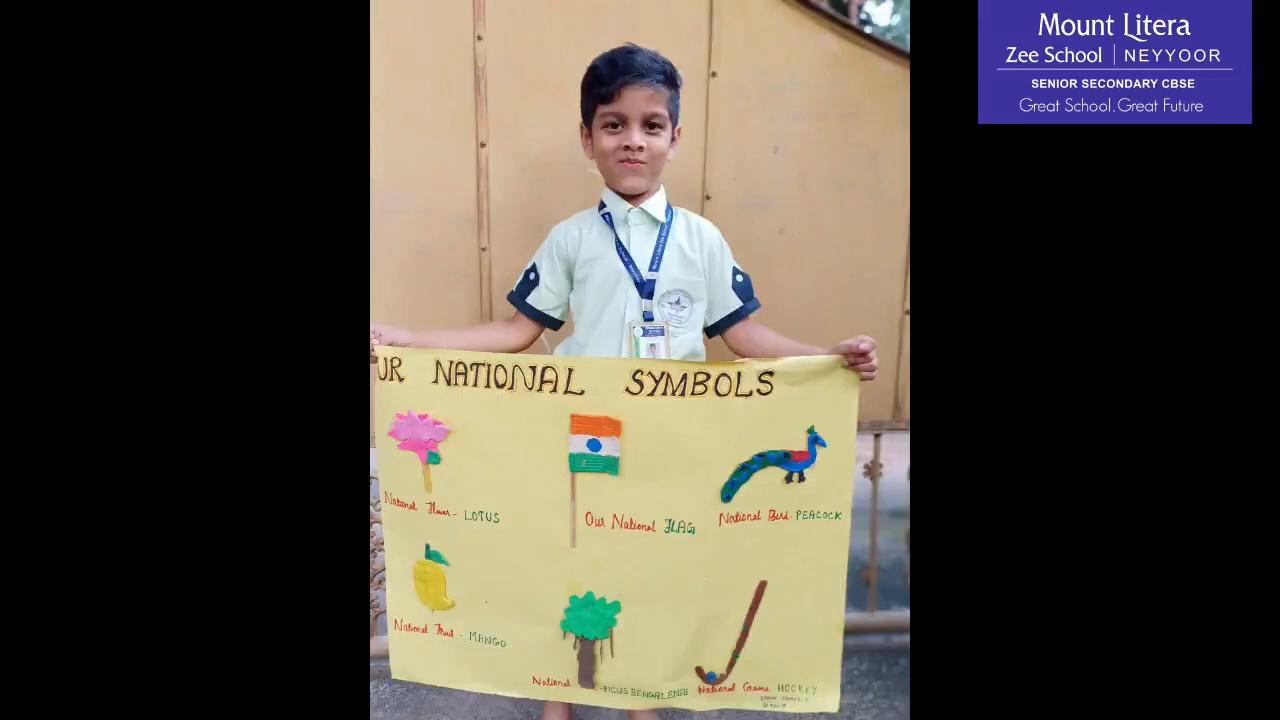 Mount Litera
Zee School | NEYYOOR
SENIOR SECONDARY CBSE
Great School. Great Future
UR NATIONAL SYMBOLS
National Flower - LOTUS
Our National FLAG
National Bird - PEACOCK
National Fruit - MANGO
National - FICUS BENGALENSIS
National Game HOCKEY